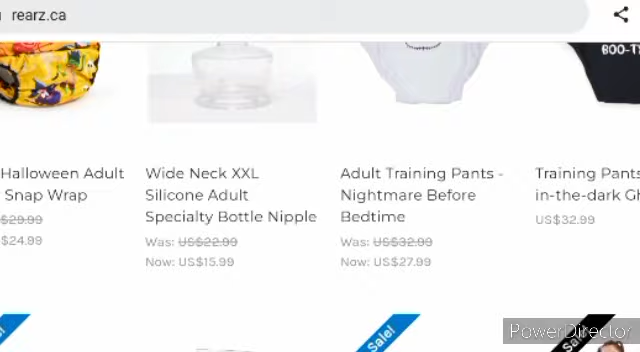 rearz.ca
BOO-T
Halloween Adult
Snap Wrap
$29.99
$24.99
Wide Neck XXL
Silicone Adult
Specialty Bottle Nipple
Was: US$22.99
Now: US$15.99
Adult Training Pants -
Nightmare Before
Bedtime
Was: US$32.99
Now: US$27.99
Training Pants
in-the-dark Gh
US$32.99
Sale!
Sale!
PowerDirector